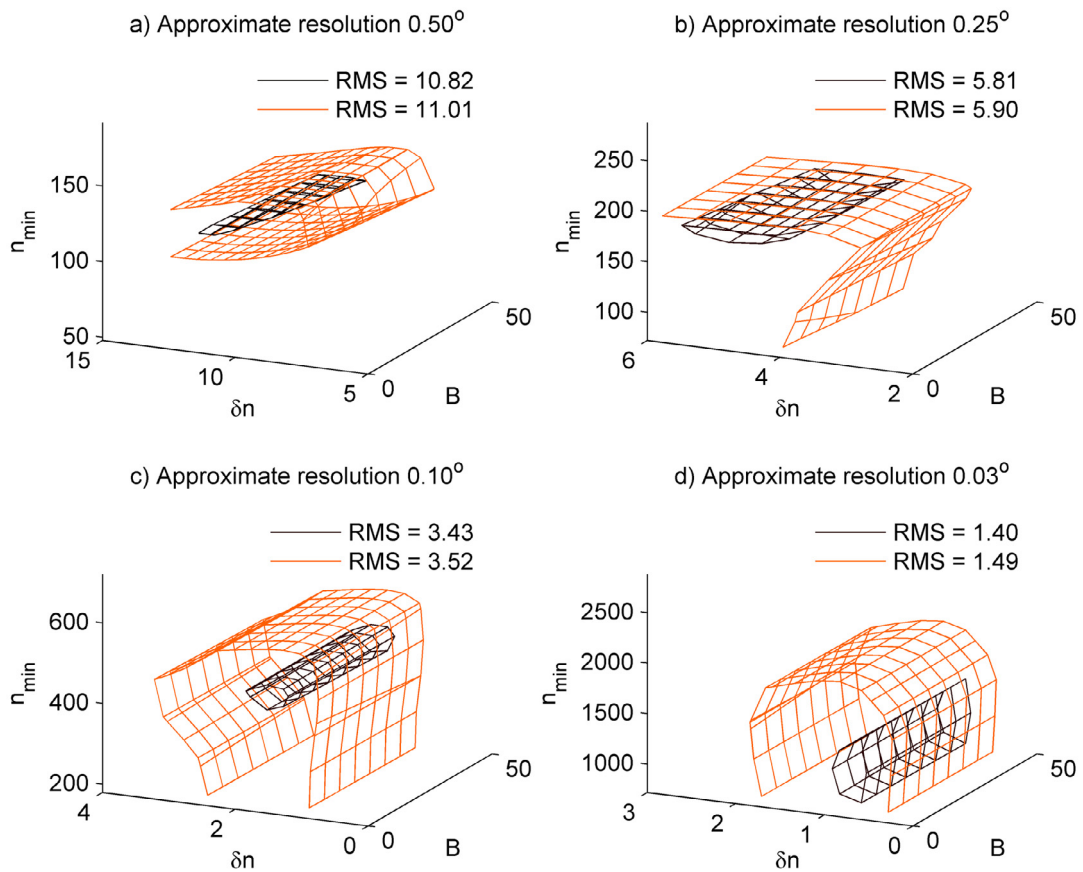 a) Approximate resolution 0.50°
RMS = 10.82
RMS = 11.01
150
100
50
n_min
15
10
5
δn
0
50
B
b) Approximate resolution 0.25°
RMS = 5.81
RMS = 5.90
250
200
150
100
n_min
6
4
2
δn
0
50
B
c) Approximate resolution 0.10°
RMS = 3.43
RMS = 3.52
600
400
200
n_min
4
2
0
δn
0
50
B
d) Approximate resolution 0.03°
RMS = 1.40
RMS = 1.49
2500
2000
1500
1000
n_min
3
2
1
0
δn
0
50
B